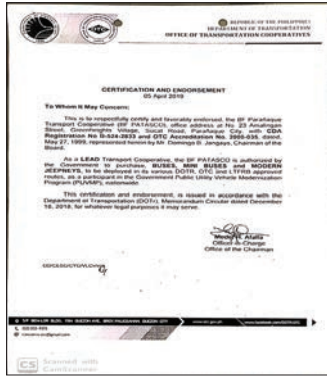 REPUBLIC OF THE PHILIPPINES
DEPARTMENT OF TRANSPORTATION
OFFICE OF TRANSPORTATION COOPERATIVES
CERTIFICATION AND ENDORSEMENT
05 April 2019
To Whom It May Concern:
This is to respectfully certify and favorably endorsed, the BF Parañaque
Transport Cooperative (BF PATASCO), office address at No. 23 Amatingan
Street, Greenheights Village, Sucat Road, Parañaque City, with CDA
Registration No and OTC Accreditation No. dated,
May 27, 1999, represented herein by Mr. Domingo D. Jangaya, Chairman of the
Board.
As a LEAD Transport Cooperative, the BF PATASCO is authorized by
the Government to purchase, BUSES, MINI BUSES and MODERN
JEEPNEYS, to be deployed in its various DOTR, OTC and LTFRB approved
routes, as a participant in the Government Public Utility Vehicle Modernization
Program (PUVMP), nationwide.
This certification and endorsement, is issued in accordance with the
Department of Transportation (DOTr), Memorandum Circular dated December
2018, for whatever legal purposes it may serve.
Officer-in-Charge
Office of the Chairman
CS Scanned with
CamScanner